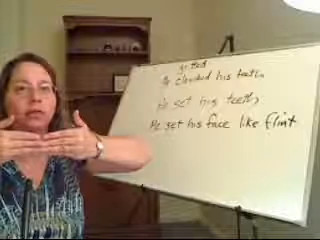 gritted
He clenched his teeth.
He set his teeth,
He set his face like flint